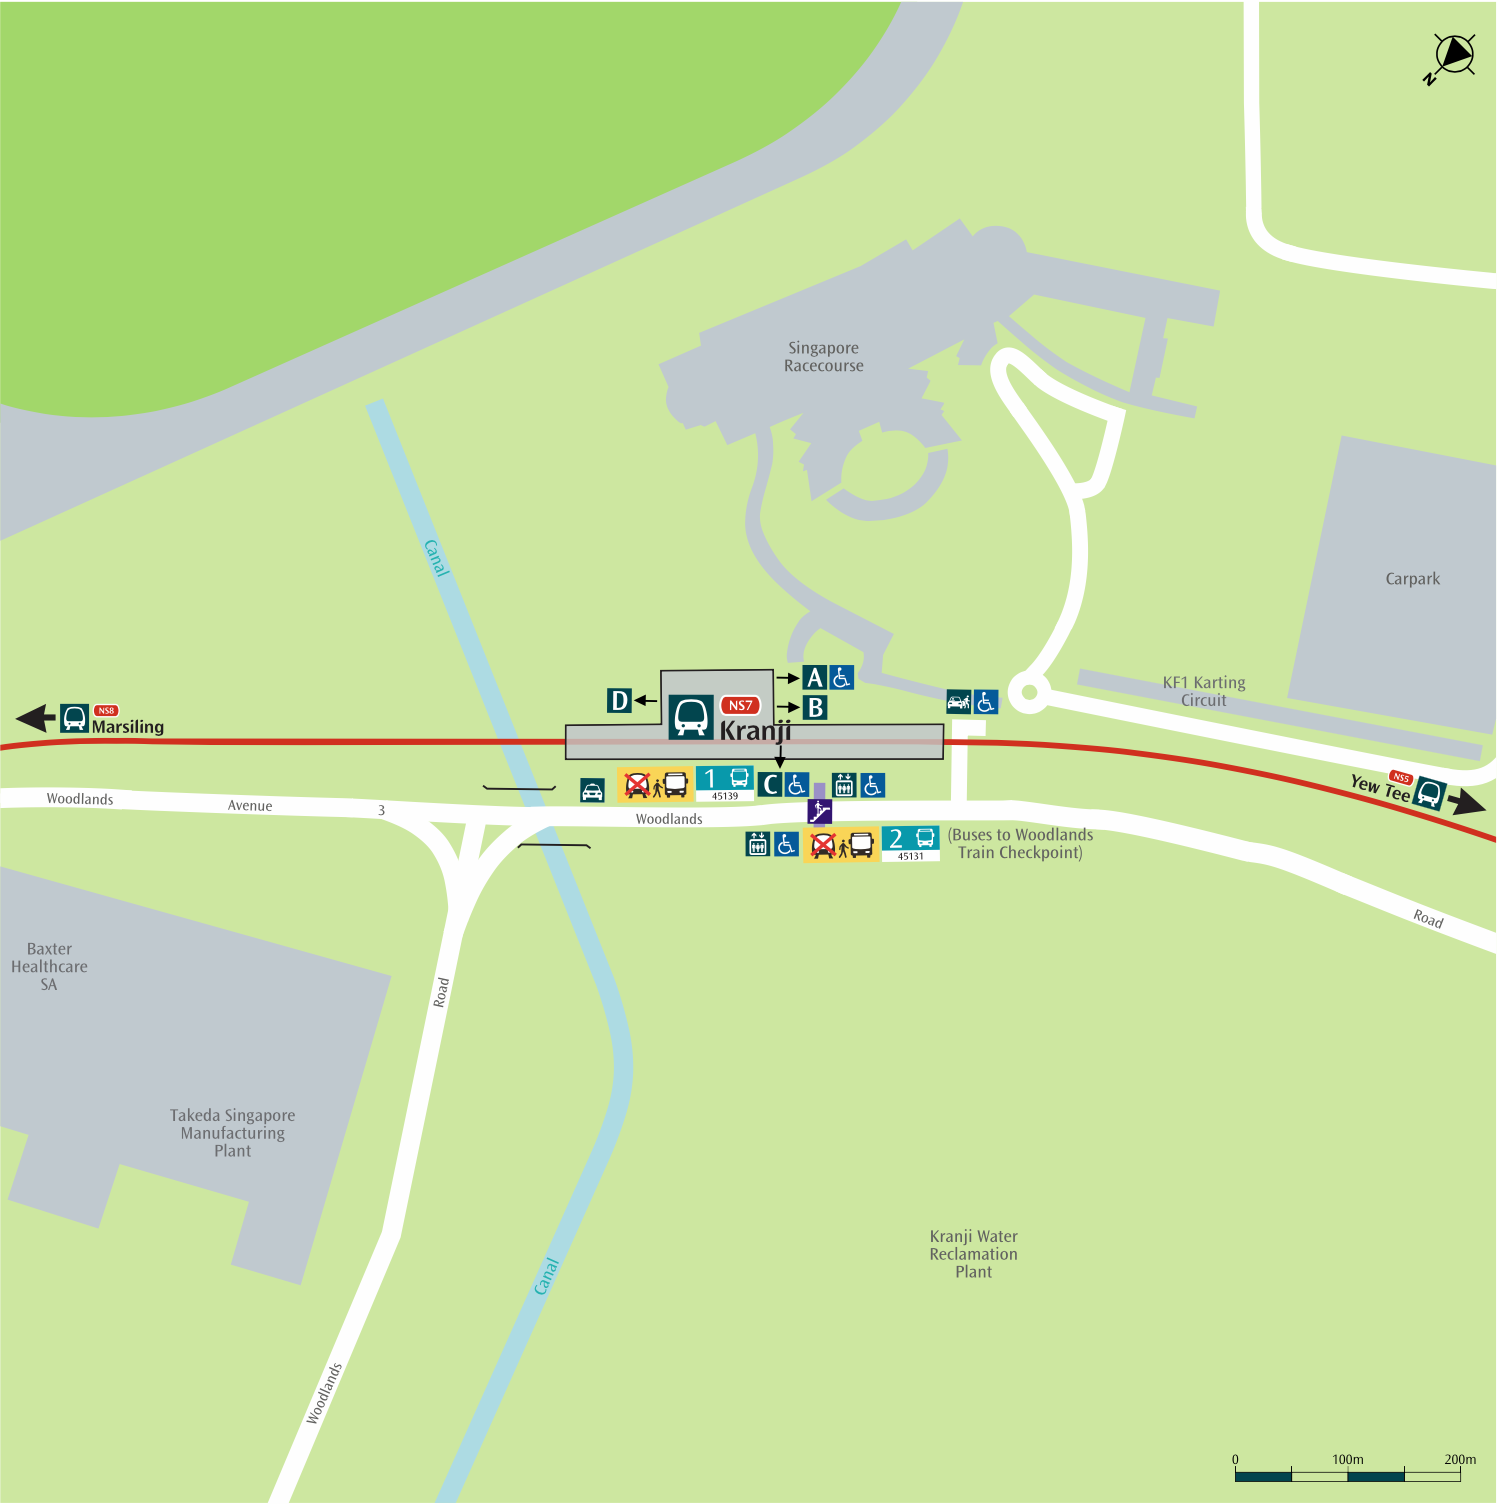 N
Singapore
Racecourse
Canal
Carpark
KF1 Karting
Circuit
A
D
NS7
B
Kranji
NS8
Marsiling
NS5
Yew Tee
1
45139
C
Woodlands
Avenue
3
Woodlands
2
45131
(Buses to Woodlands
Train Checkpoint)
Road
Baxter
Healthcare
SA
Road
Takeda Singapore
Manufacturing
Plant
Kranji Water
Reclamation
Plant
Canal
Woodlands
0 100m 200m